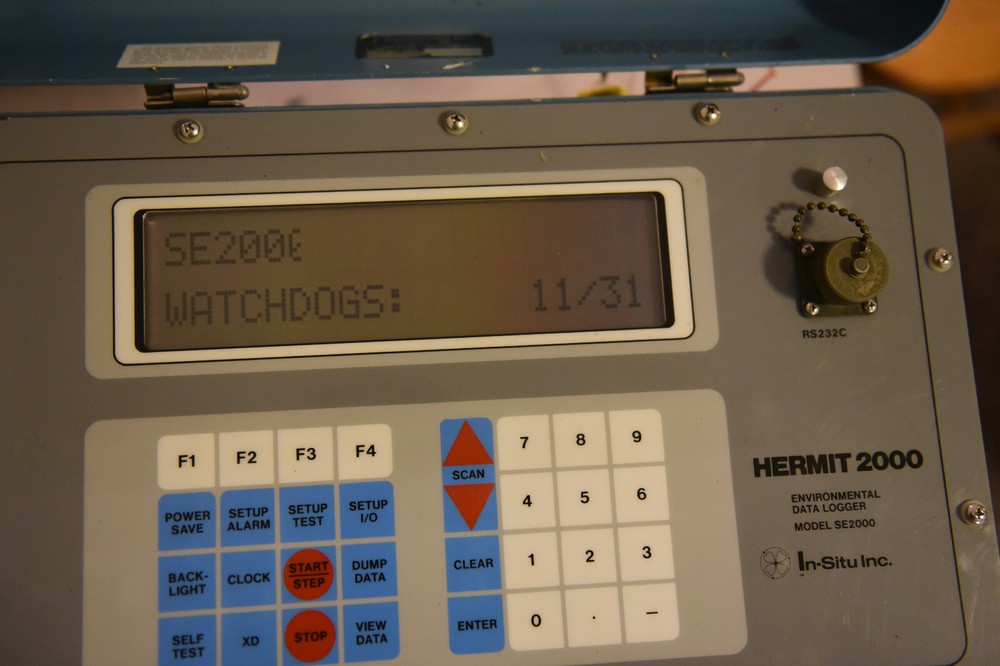 SE2000
WATCHDOGS: 11/31
RS232C
F1 F2 F3 F4
POWER SAVE
SETUP ALARM
SETUP TEST
SETUP I/O
BACK-
LIGHT
CLOCK
START
STEP
DUMP DATA
SELF TEST
XD
STOP
VIEW DATA
SCAN
CLEAR
ENTER
7 8 9
4 5 6
1 2 3
0 . –
HERMIT 2000
ENVIRONMENTAL
DATA LOGGER
MODEL SE2000
In-Situ Inc.